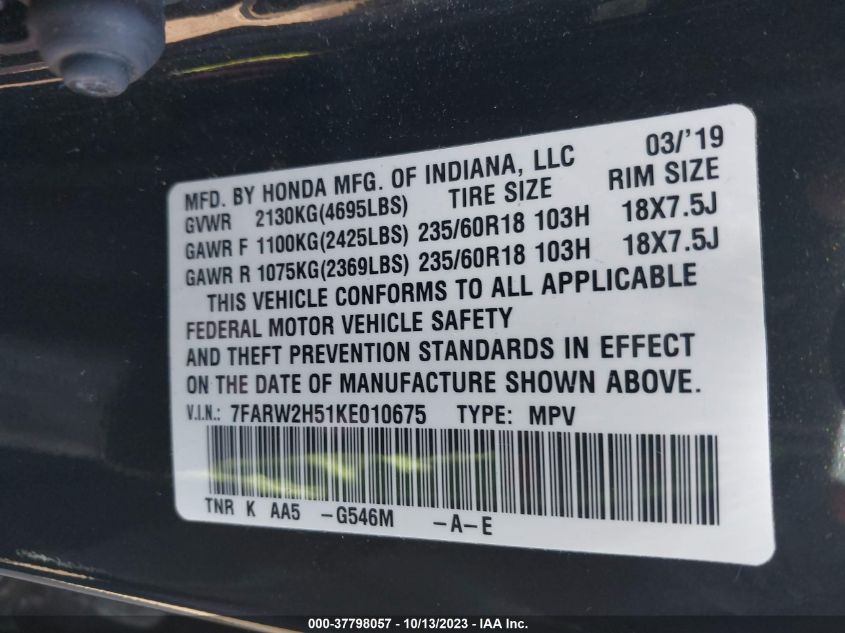 03/'19
MFD. BY HONDA MFG. OF INDIANA, LLC
GVWR 2130KG(4695LBS) TIRE SIZE RIM SIZE
GAWR F 1100KG(2425LBS) 235/60R18 103H 18X7.5J
GAWR R 1075KG(2369LBS) 235/60R18 103H 18X7.5J
THIS VEHICLE CONFORMS TO ALL APPLICABLE
FEDERAL MOTOR VEHICLE SAFETY
AND THEFT PREVENTION STANDARDS IN EFFECT
ON THE DATE OF MANUFACTURE SHOWN ABOVE.
V.I.N.: 7FARW2H51KE010675 TYPE: MPV
TNR K AA5 -G546M -A-E
000-37798057 - 10/13/2023 - IAA Inc.